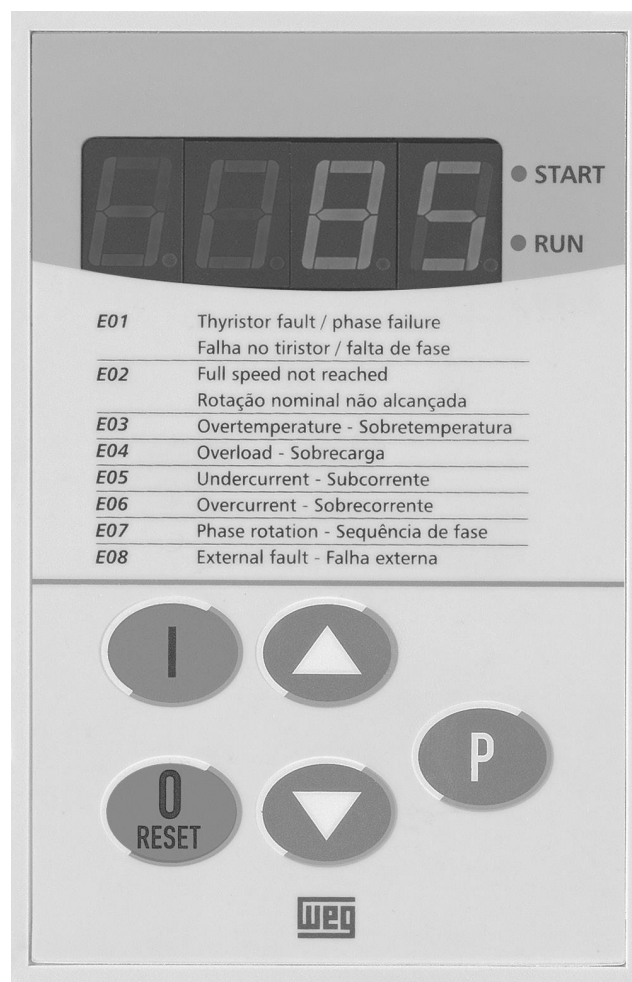 85
START
RUN
E01 Thyristor fault / phase failure
Falha no tiristor / falta de fase
E02 Full speed not reached
Rotação nominal não alcançada
E03 Overtemperature - Sobretemperatura
E04 Overload - Sobrecarga
E05 Undercurrent - Subcorrente
E06 Overcurrent - Sobrecorrente
E07 Phase rotation - Sequência de fase
E08 External fault - Falha externa
I
P
0
RESET
weg